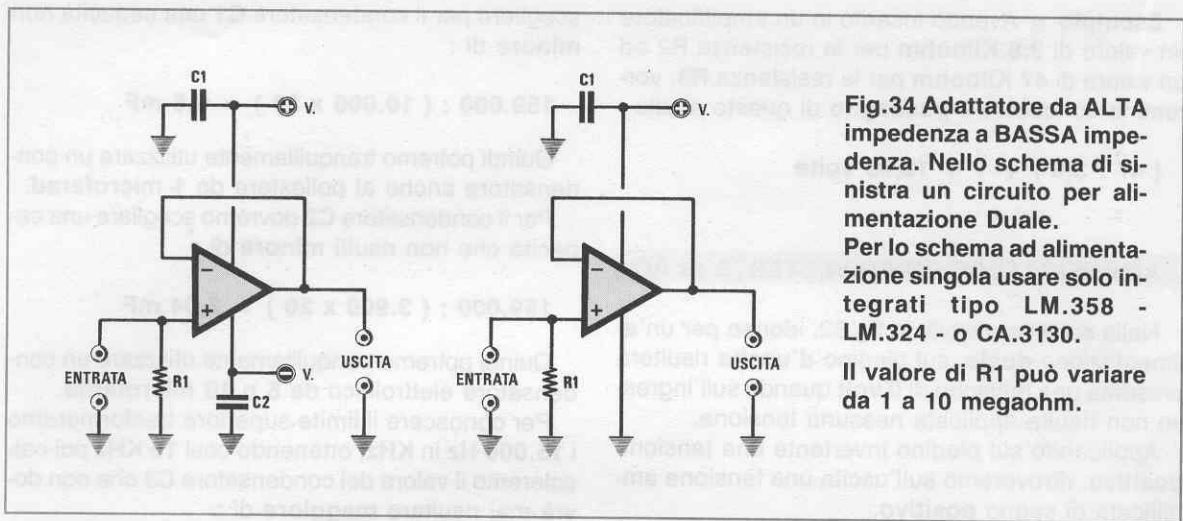 C1
⊕ V.
−
+
ENTRATA
R1
USCITA
⊖ V.
C2
C1
⊕ V.
−
+
ENTRATA
R1
USCITA
Fig.34 Adattatore da ALTA
impedenza a BASSA impe-
denza. Nello schema di si-
nistra un circuito per ali-
mentazione Duale.
Per lo schema ad alimenta-
zione singola usare solo in-
tegrati tipo LM.358 -
LM.324 - o CA.3130.
Il valore di R1 può variare
da 1 a 10 megaohm.